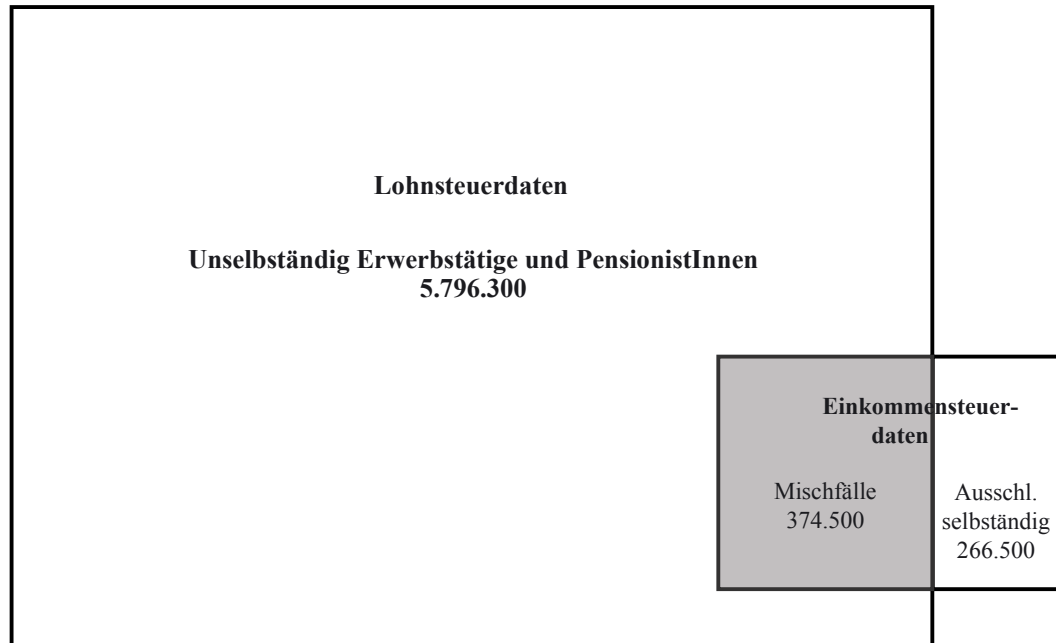 Lohnsteuerdaten
Unselbständig Erwerbstätige und PensionistInnen
5.796.300
Einkommensteuer-
daten
Mischfälle
374.500
Ausschl.
selbständig
266.500